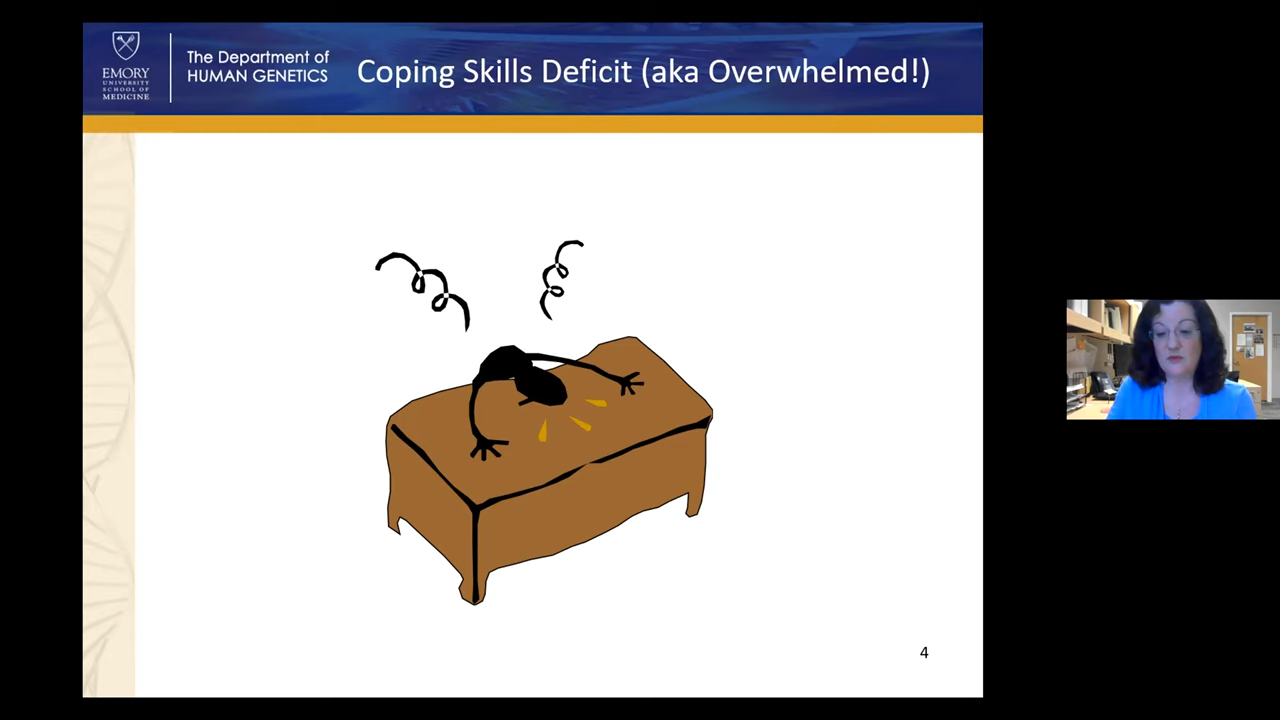 EMORY
UNIVERSITY
SCHOOL OF
MEDICINE
The Department of
HUMAN GENETICS
Coping Skills Deficit (aka Overwhelmed!)
4